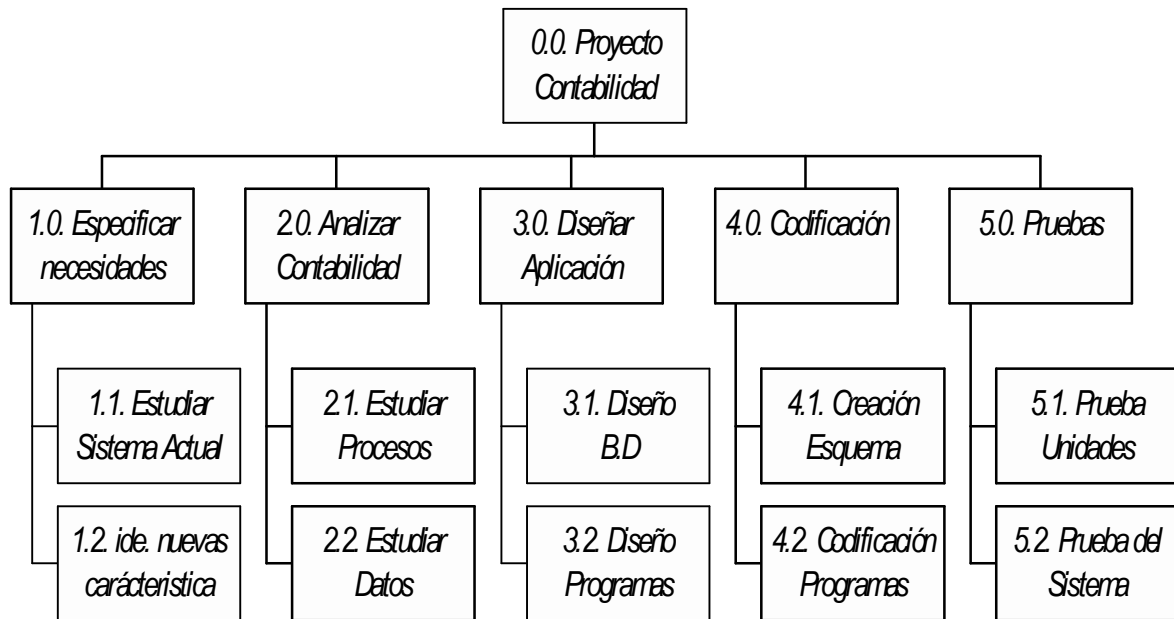 0.0. Proyecto
Contabilidad
1.0. Especificar
necesidades
2.0. Analizar
Contabilidad
3.0. Diseñar
Aplicación
4.0. Codificación
5.0. Pruebas
1.1. Estudiar
Sistema Actual
2.1. Estudiar
Procesos
3.1. Diseño
B.D
4.1. Creación
Esquema
5.1. Prueba
Unidades
1.2. ide. nuevas
carácteristica
2.2. Estudiar
Datos
3.2. Diseño
Programas
4.2. Codificación
Programas
5.2. Prueba del
Sistema